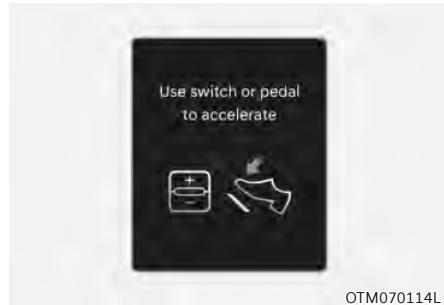 Use switch or pedal
to accelerate
+
-
OTM070114L